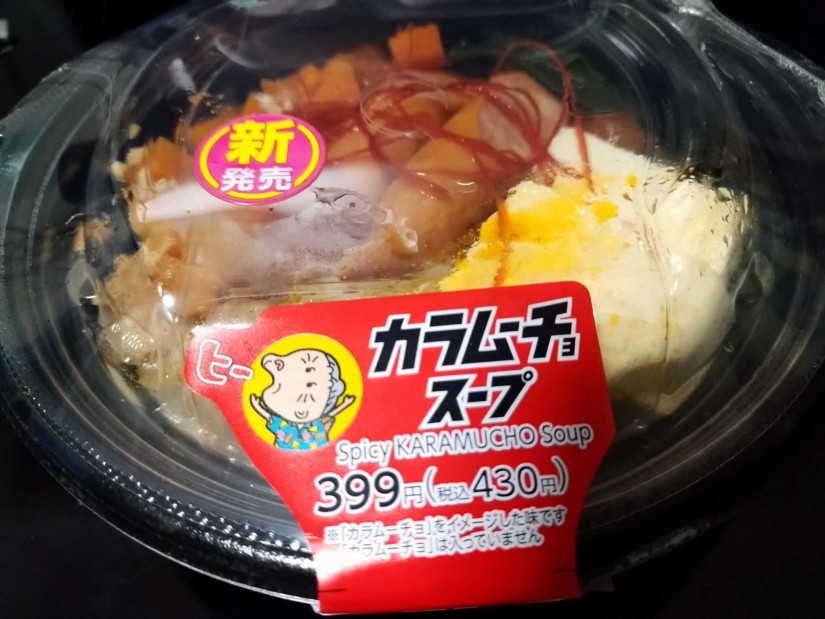 新
発売
ヒー
カラムーチョ
スープ
Spicy KARAMUCHO Soup
399円(税込430円)
※「カラムーチョ」をイメージした味です
「カラムーチョ」は入っていません